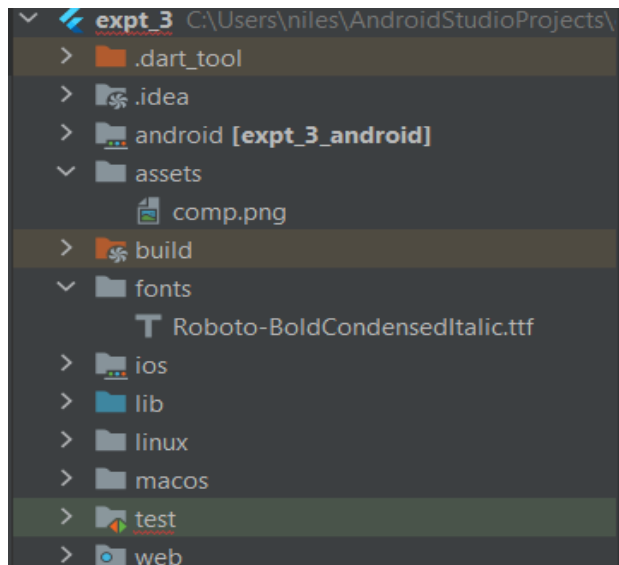 expt_3 C:\Users\niles\AndroidStudioProjects\
.dart_tool
.idea
android [expt_3_android]
assets
comp.png
build
fonts
Roboto-BoldCondensedItalic.ttf
ios
lib
linux
macos
test
web